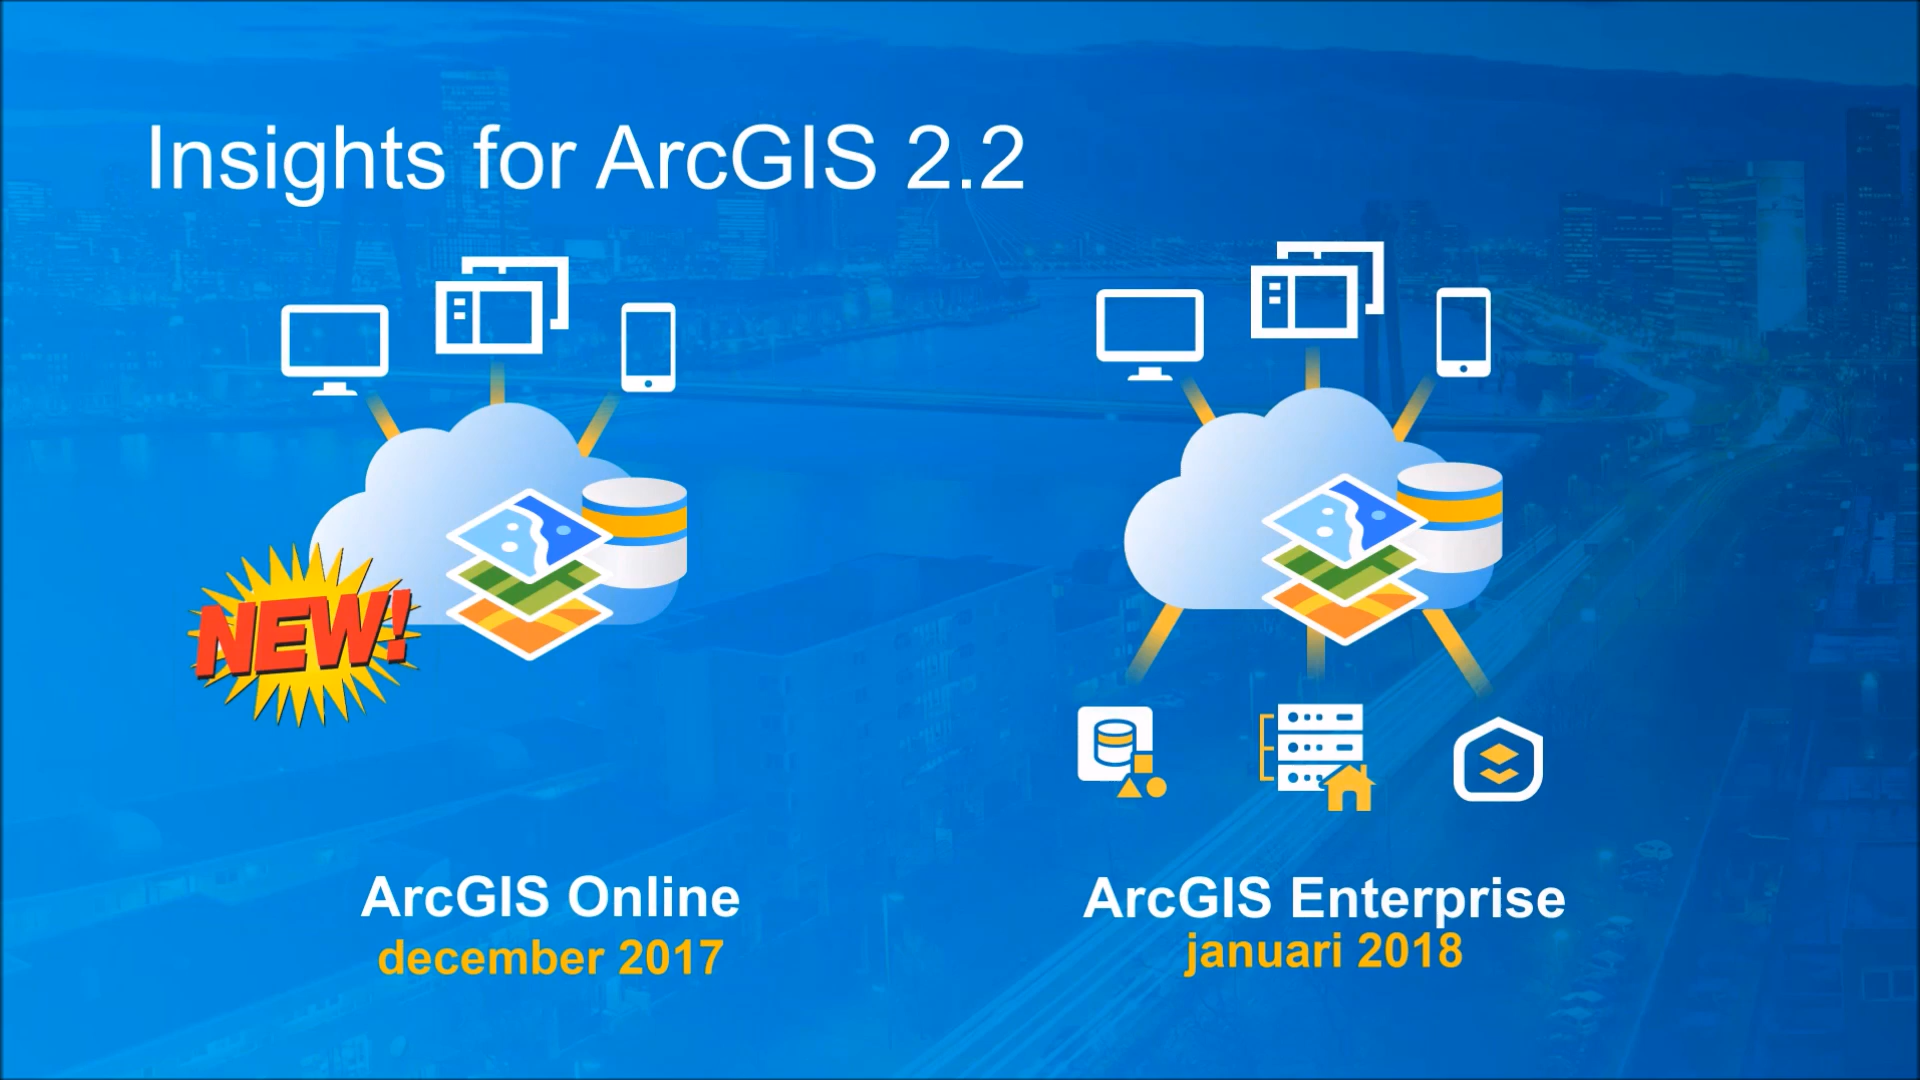 Insights for ArcGIS 2.2
NEW!
ArcGIS Online
december 2017
ArcGIS Enterprise
januari 2018